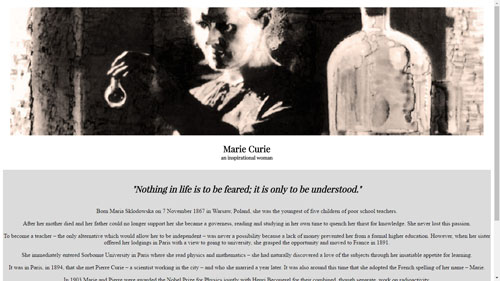 Marie Curie
an inspirational woman
"Nothing in life is to be feared; it is only to be understood."
Born Maria Sklodowska on 7 November 1867 in Warsaw, Poland, she was the youngest of five children of poor school teachers.
After her mother died and her father could no longer support her she became a governess, reading and studying in her own time to quench her thirst for knowledge. She never lost this passion.
To become a teacher – the only alternative which would allow her to be independent – was never a possibility because a lack of money prevented her from a formal higher education. However, when her sister
offered her lodgings in Paris with a view to going to university, she grasped the opportunity and moved to France in 1891.
She immediately entered Sorbonne University in Paris where she read physics and mathematics – she had naturally discovered a love of the subjects through her insatiable appetite for learning.
It was in Paris, in 1894, that she met Pierre Curie – a scientist working in the city – and who she married a year later. It was also around this time that she adopted the French spelling of her name – Marie.
In 1903 Marie and Pierre were awarded the Nobel Prize for Physics jointly with Henri Becquerel for their combined, though separate, work on radioactivity.